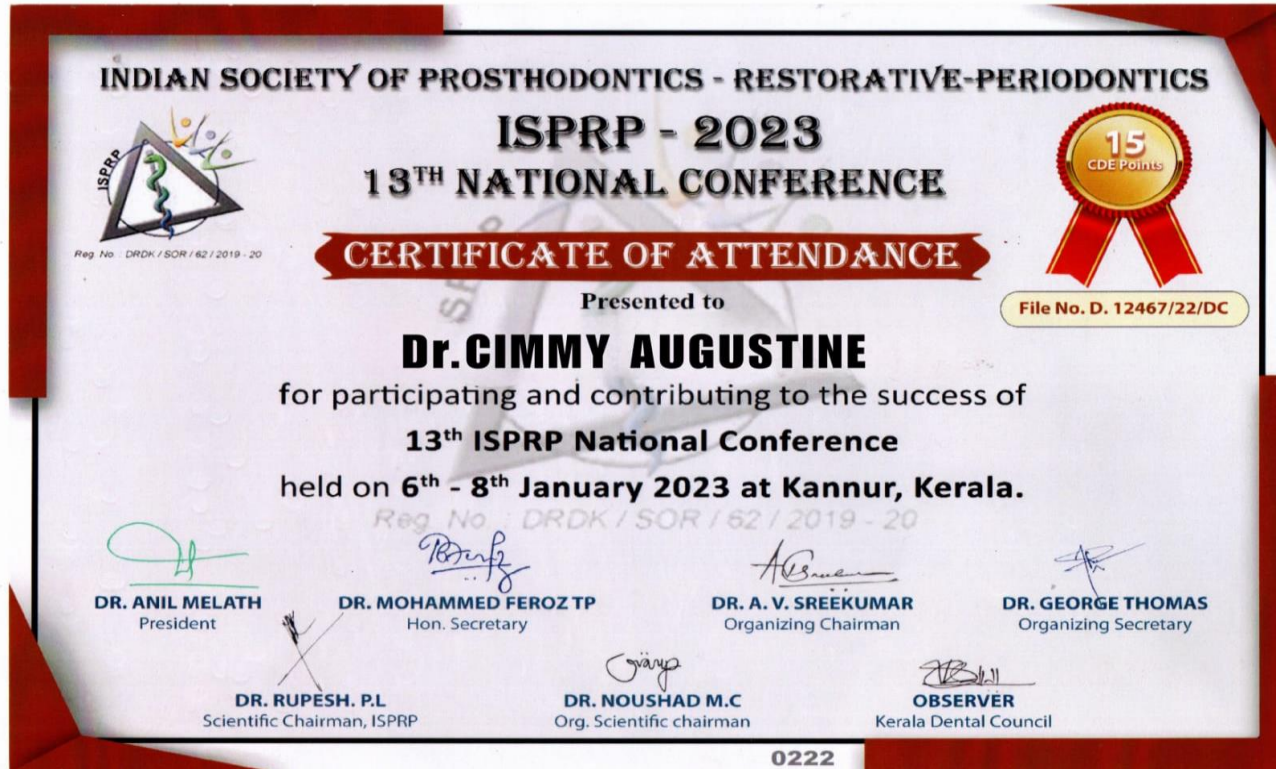 INDIAN SOCIETY OF PROSTHODONTICS - RESTORATIVE-PERIODONTICS
ISPRP - 2023
13TH NATIONAL CONFERENCE
ISPRP
Reg. No : DRDK / SOR / 62 / 2019 - 20
15
CDE Points
File No. D. 12467/22/DC
CERTIFICATE OF ATTENDANCE
Presented to
Dr.CIMMY AUGUSTINE
for participating and contributing to the success of
13th ISPRP National Conference
held on 6th - 8th January 2023 at Kannur, Kerala.
Reg. No : DRDK / SOR / 62 / 2019 - 20
DR. ANIL MELATH
President
DR. MOHAMMED FEROZ TP
Hon. Secretary
DR. A. V. SREEKUMAR
Organizing Chairman
DR. GEORGE THOMAS
Organizing Secretary
DR. RUPESH. P.L
Scientific Chairman, ISPRP
DR. NOUSHAD M.C
Org. Scientific chairman
OBSERVER
Kerala Dental Council
0222